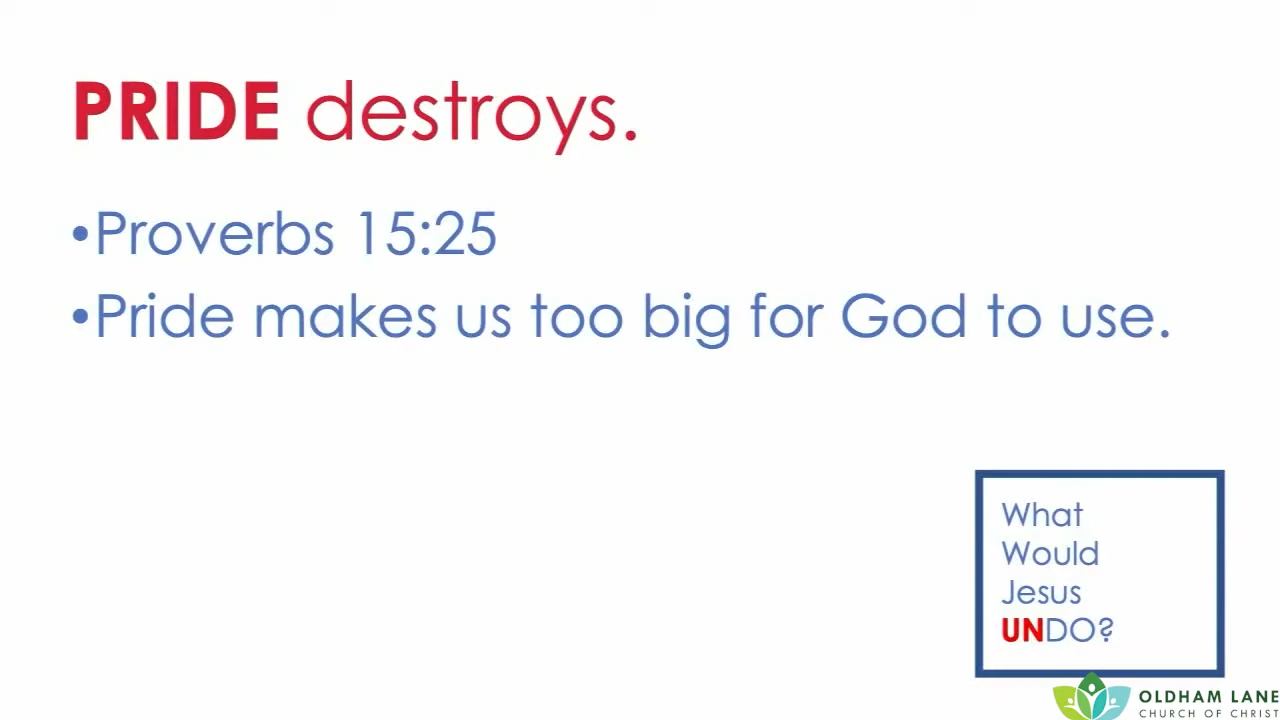 PRIDE destroys.
•Proverbs 15:25
•Pride makes us too big for God to use.
What
Would
Jesus
UNDO?
OLDHAM LANE
CHURCH OF CHRIST